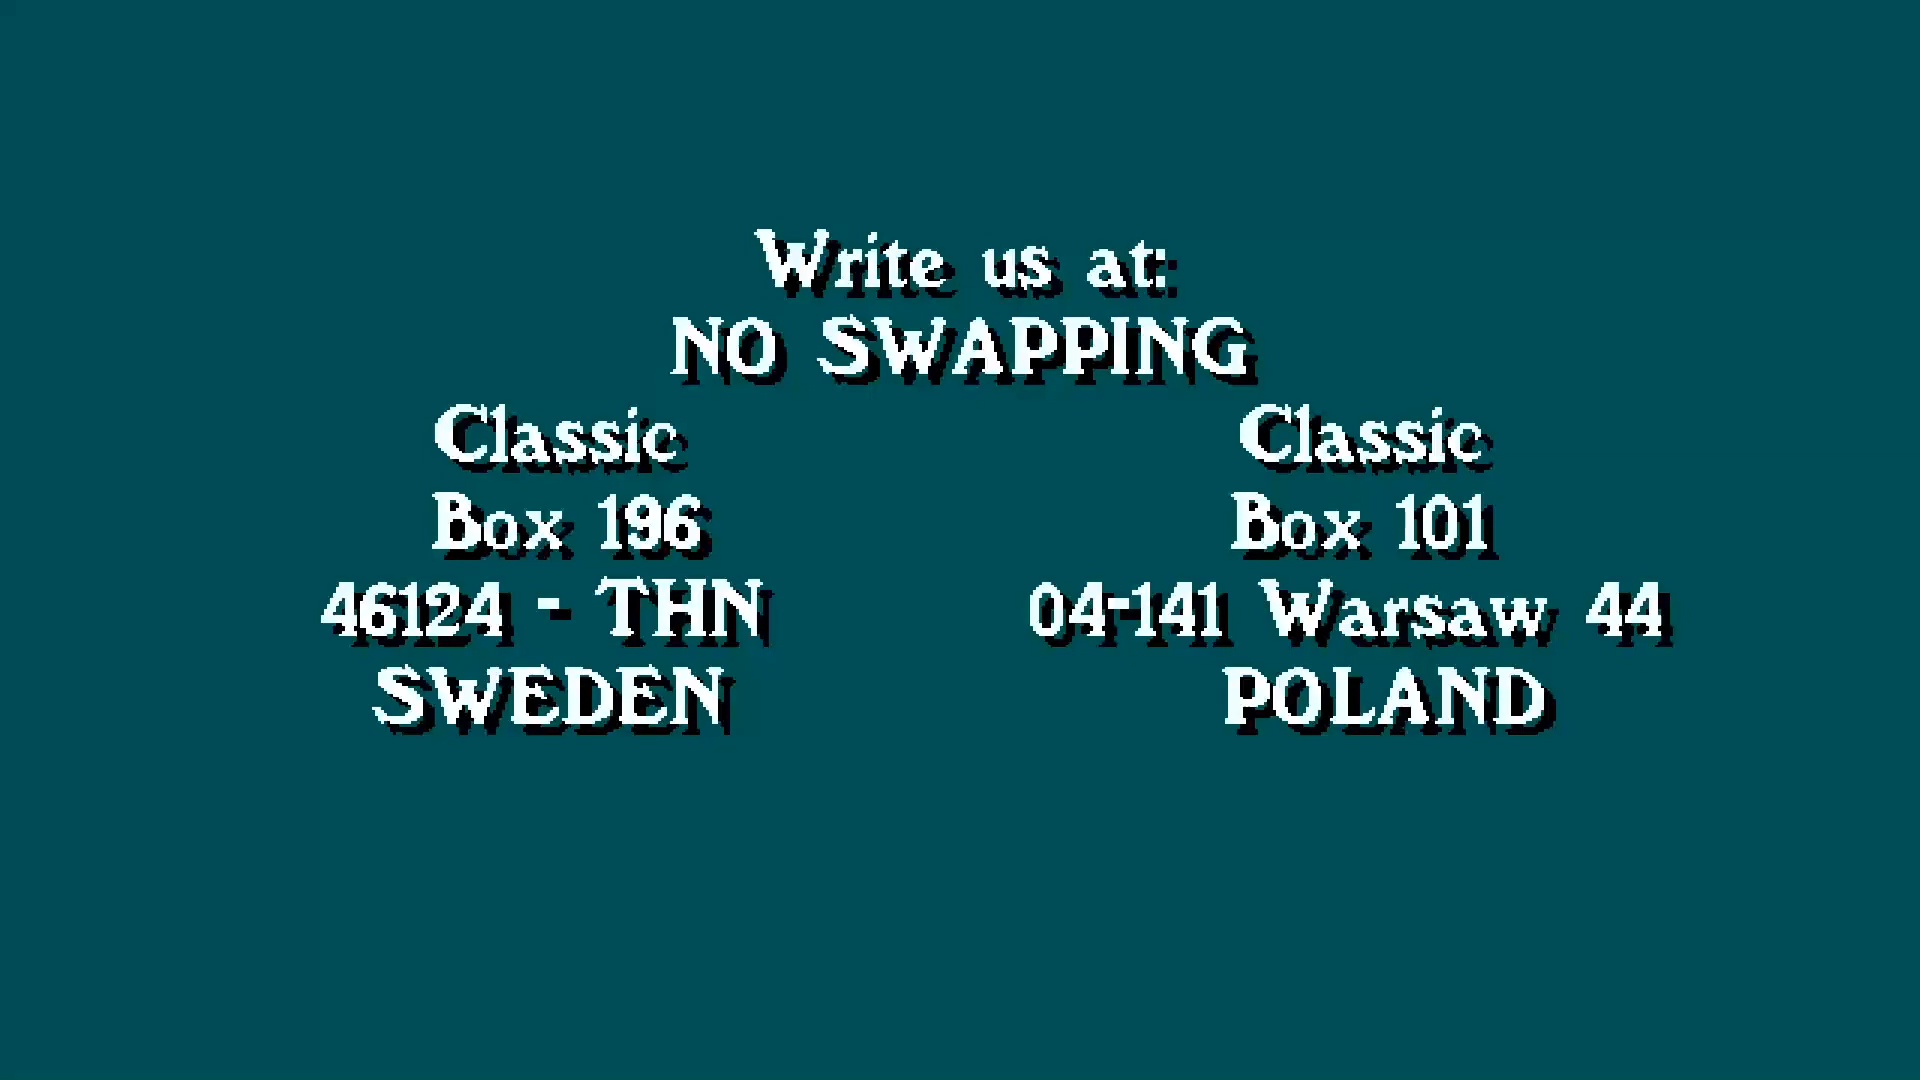 Write us at:
NO SWAPPING
Classic
Box 196
46124 - THN
SWEDEN
Classic
Box 101
04-141 Warsaw 44
POLAND